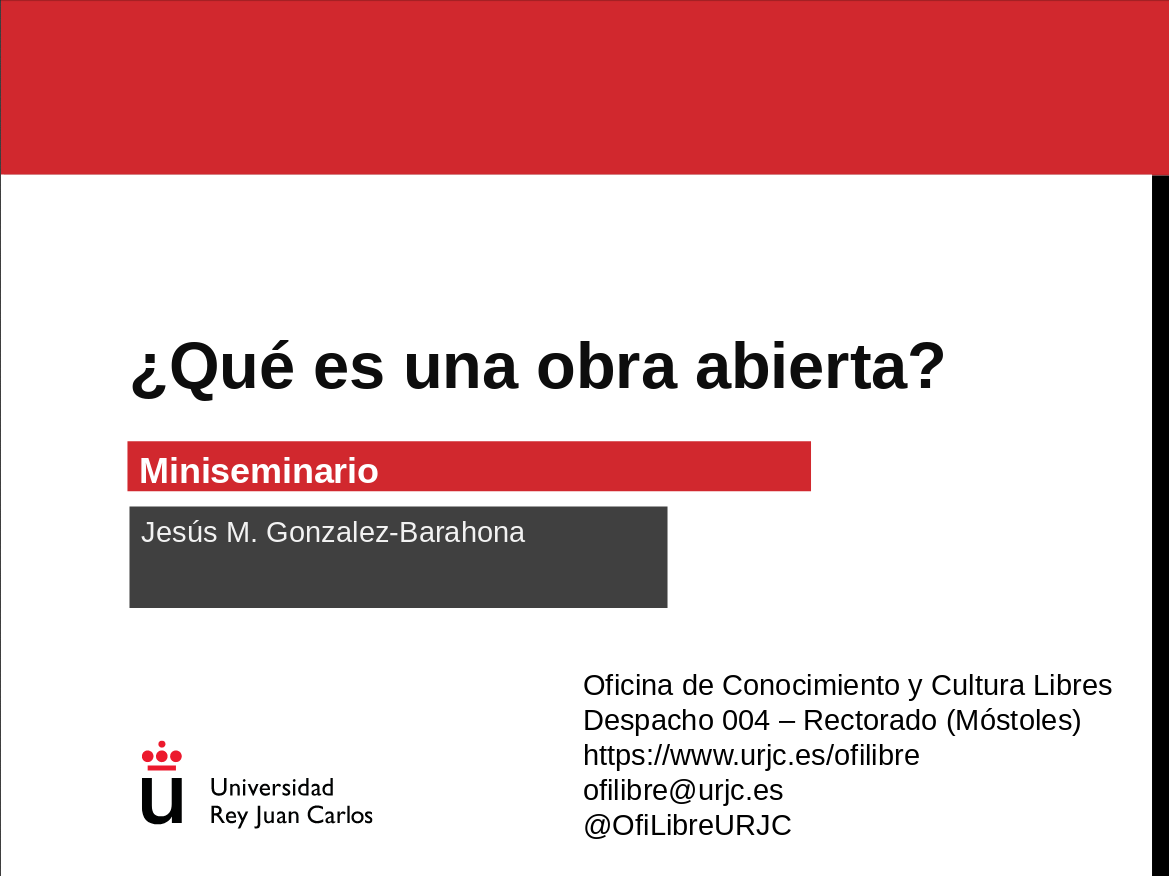 ¿Qué es una obra abierta?
Miniseminario
Jesús M. Gonzalez-Barahona
Oficina de Conocimiento y Cultura Libres
Despacho 004 – Rectorado (Móstoles)
https://www.urjc.es/ofilibre
ofilibre@urjc.es
@OfiLibreURJC
u
Universidad
Rey Juan Carlos